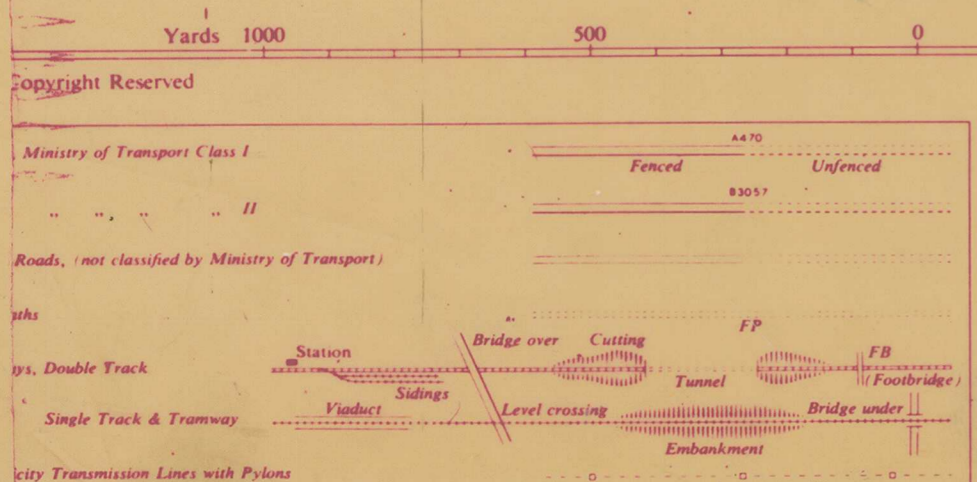 Yards 1000 500 0
Copyright Reserved
A470
Ministry of Transport Class I
Fenced Unfenced
B3057
,, ,, ,, ,, II
Roads, (not classified by Ministry of Transport)
ths
FP
Bridge over Cutting
Station FB
ys, Double Track
Tunnel (Footbridge)
Sidings
Viaduct Level crossing Bridge under
Single Track & Tramway
Embankment
city Transmission Lines with Pylons